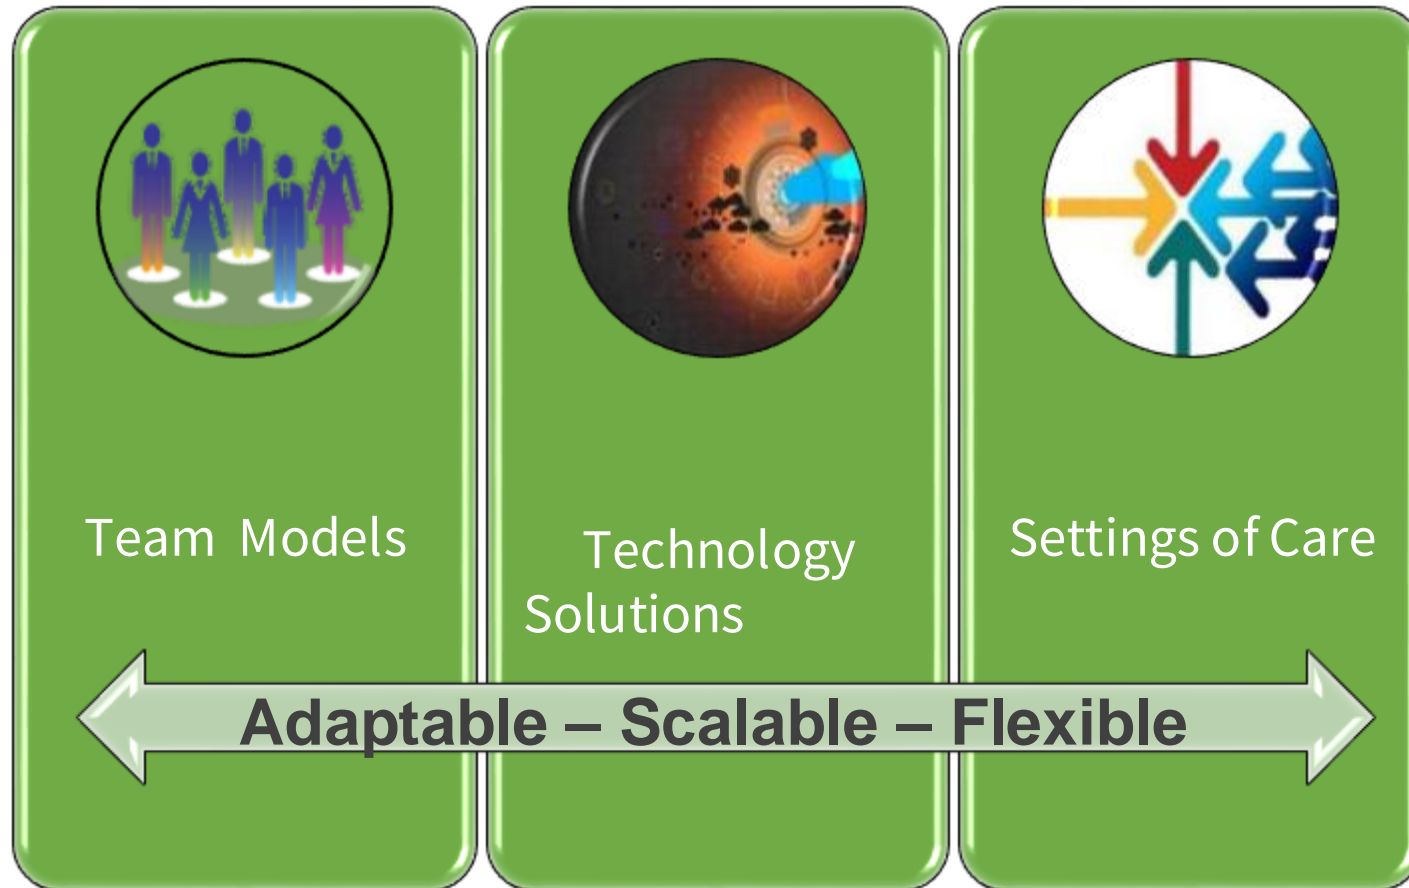 Team Models
Technology
Solutions
Settings of Care
Adaptable – Scalable – Flexible